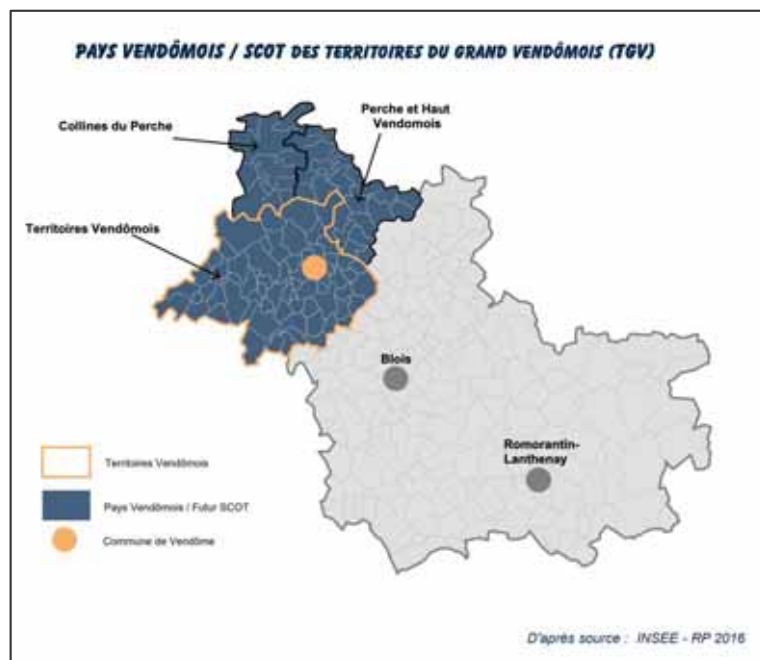 PAYS VENDÔMOIS / SCOT DES TERRITOIRES DU GRAND VENDÔMOIS (TGV)
Collines du Perche
Perche et Haut
Vendomois
Territoires Vendômois
Blois
Romorantin-
Lanthenay
Territoires Vendômois
Pays Vendômois / Futur SCOT
Commune de Vendôme
D'après source : INSEE - RP 2016